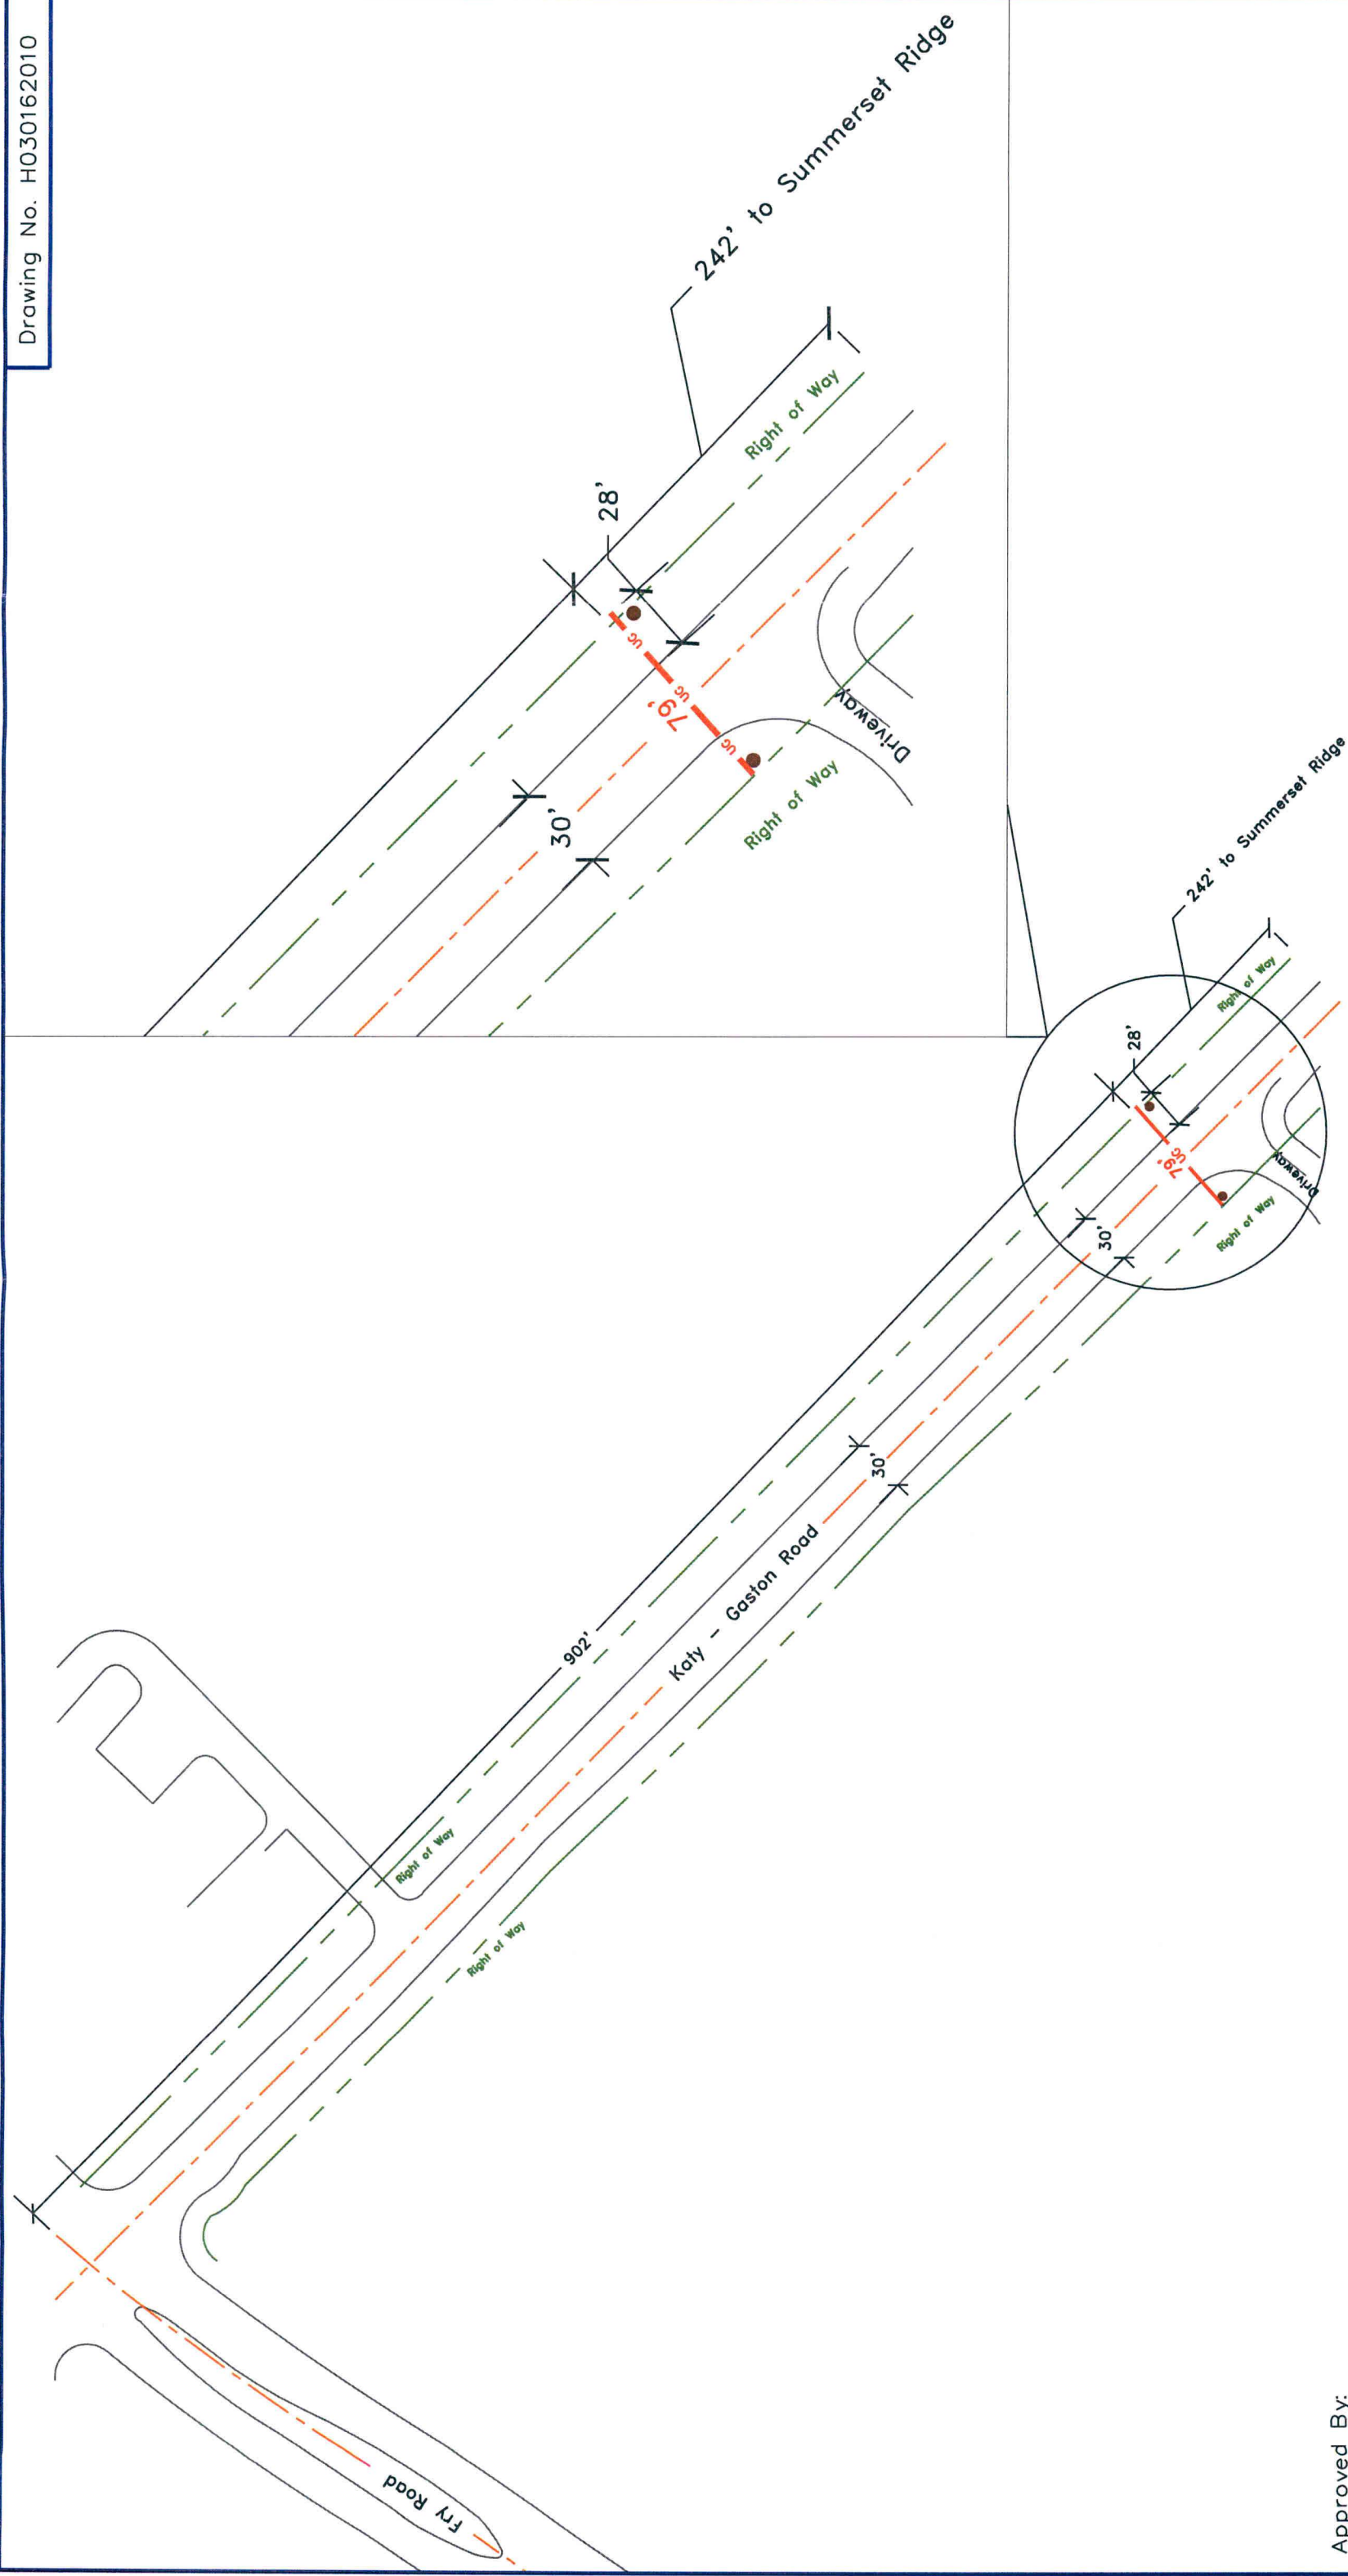 Drawing No. H030162010
242' to Summerset Ridge
Right of Way
28'
UG
UG
UG
79'
30'
Driveway
Right of Way
242' to Summerset Ridge
Right of Way
28'
UG
79'
30'
Driveway
Right of Way
30'
Katy - Gaston Road
902'
Right of Way
Right of Way
Fry Road
Approved By: